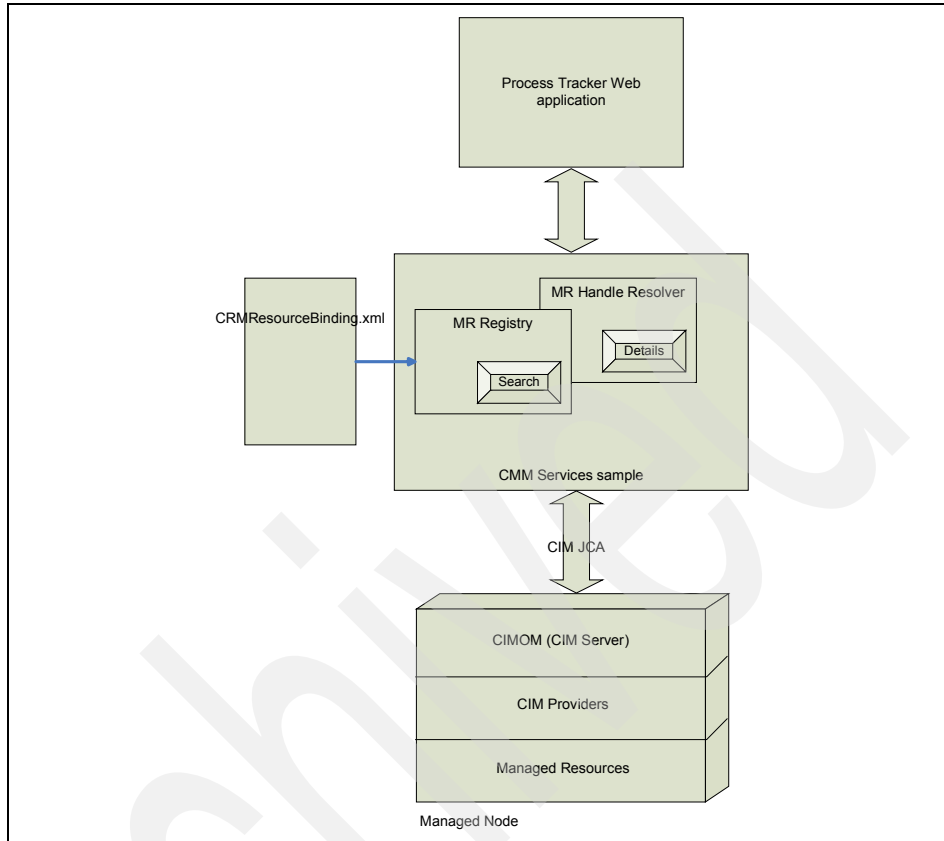 Process Tracker Web
application
MR Handle Resolver
CRMResourceBinding.xml
MR Registry
Details
Search
CMM Services sample
CIM JCA
CIMOM (CIM Server)
CIM Providers
Managed Resources
Managed Node